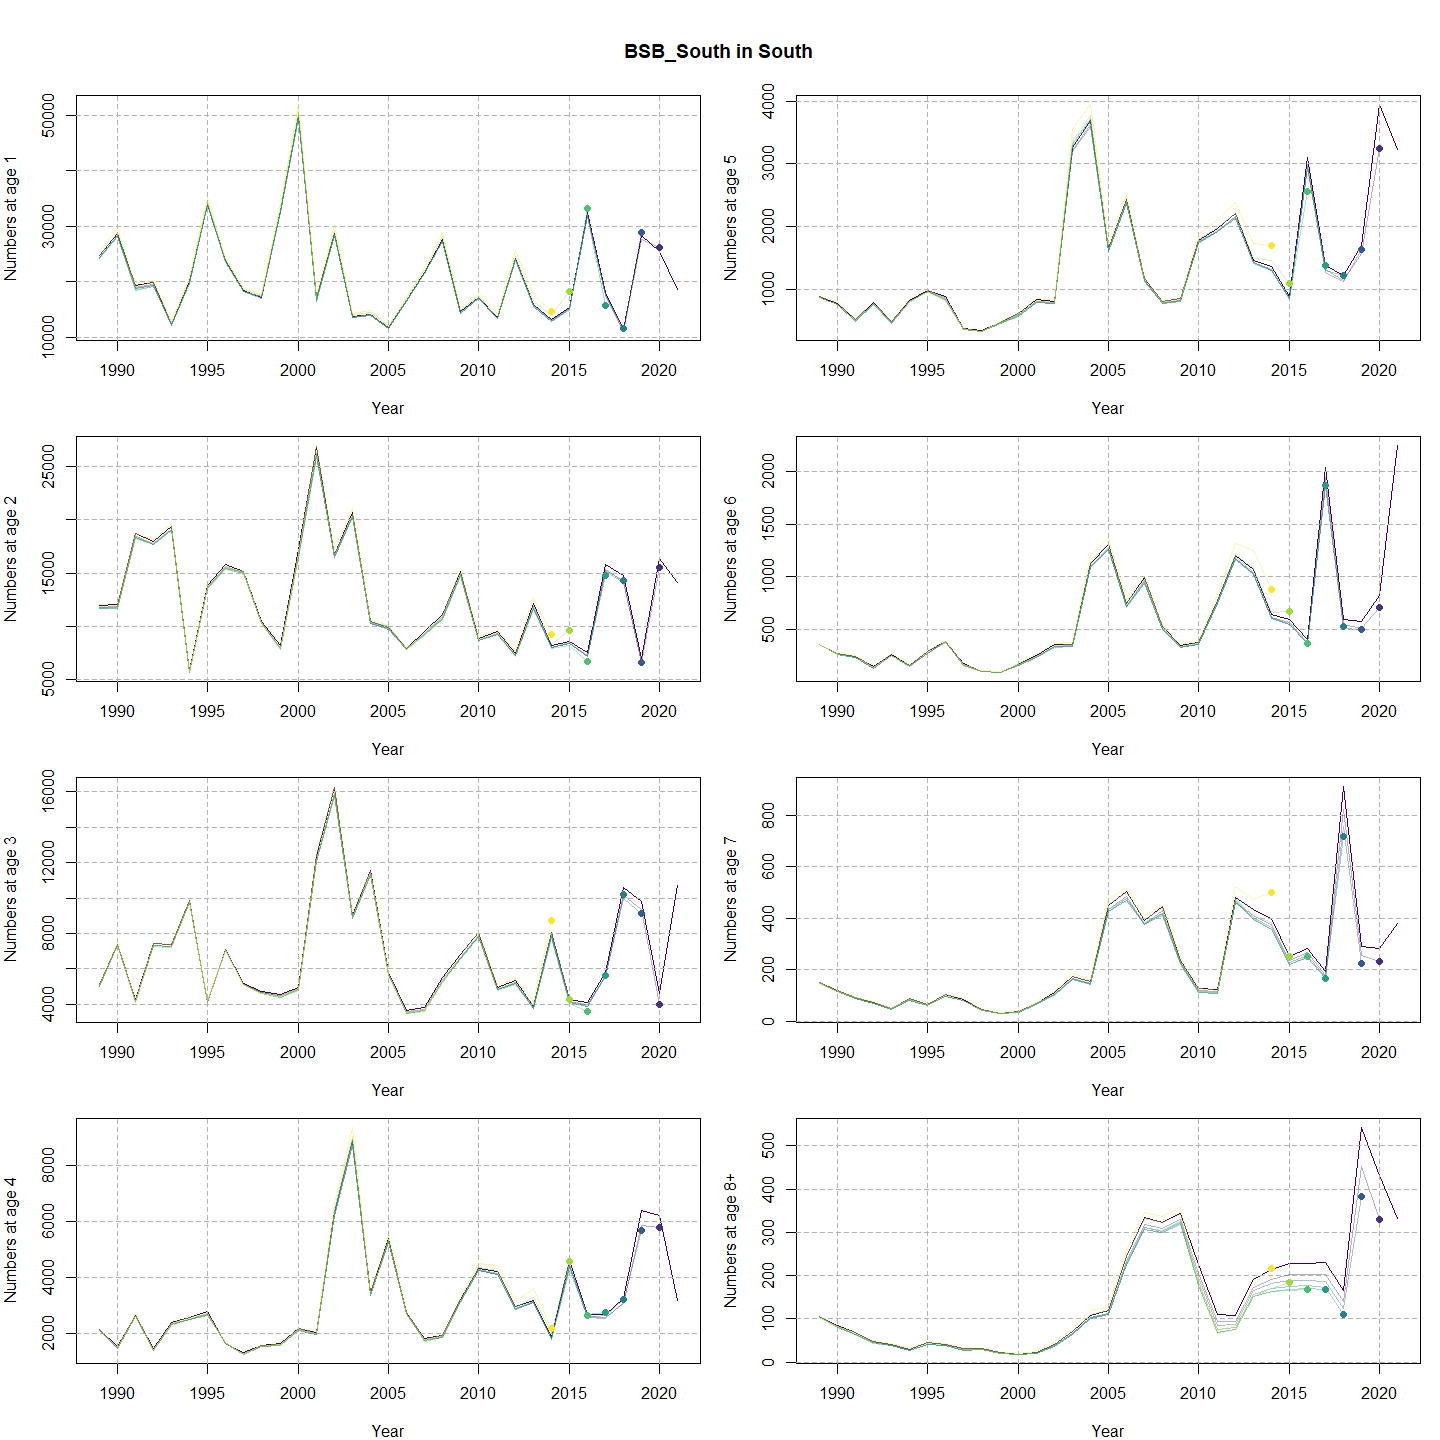 BSB_South in South
Numbers at age 1
10000 30000 50000
1990 1995 2000 2005 2010 2015 2020
Year
Numbers at age 5
1000 2000 3000 4000
1990 1995 2000 2005 2010 2015 2020
Year
Numbers at age 2
5000 15000 25000
1990 1995 2000 2005 2010 2015 2020
Year
Numbers at age 6
500 1000 1500 2000
1990 1995 2000 2005 2010 2015 2020
Year
Numbers at age 3
4000 8000 12000 16000
1990 1995 2000 2005 2010 2015 2020
Year
Numbers at age 7
0 200 400 600 800
1990 1995 2000 2005 2010 2015 2020
Year
Numbers at age 4
2000 4000 6000 8000
1990 1995 2000 2005 2010 2015 2020
Year
Numbers at age 8+
0 100 200 300 400 500
1990 1995 2000 2005 2010 2015 2020
Year